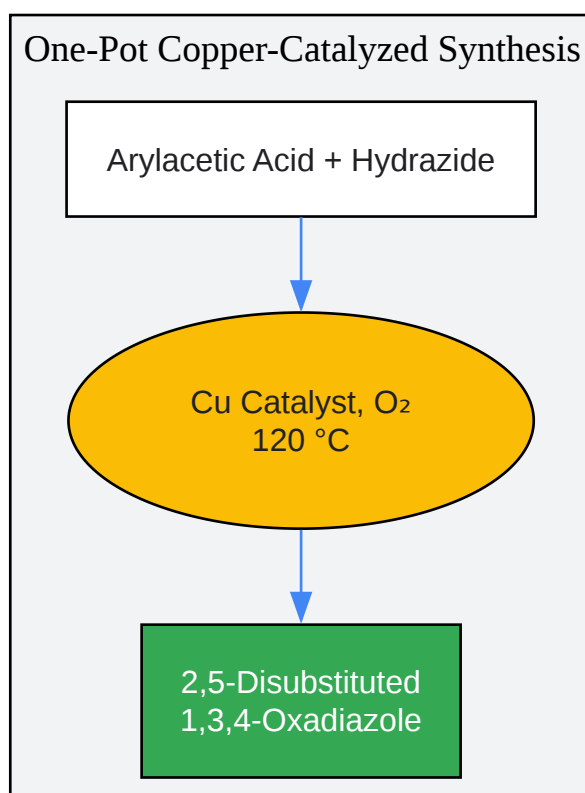 One-Pot Copper-Catalyzed Synthesis
Arylacetic Acid + Hydrazide
Cu Catalyst, O₂
120 °C
2,5-Disubstituted
1,3,4-Oxadiazole